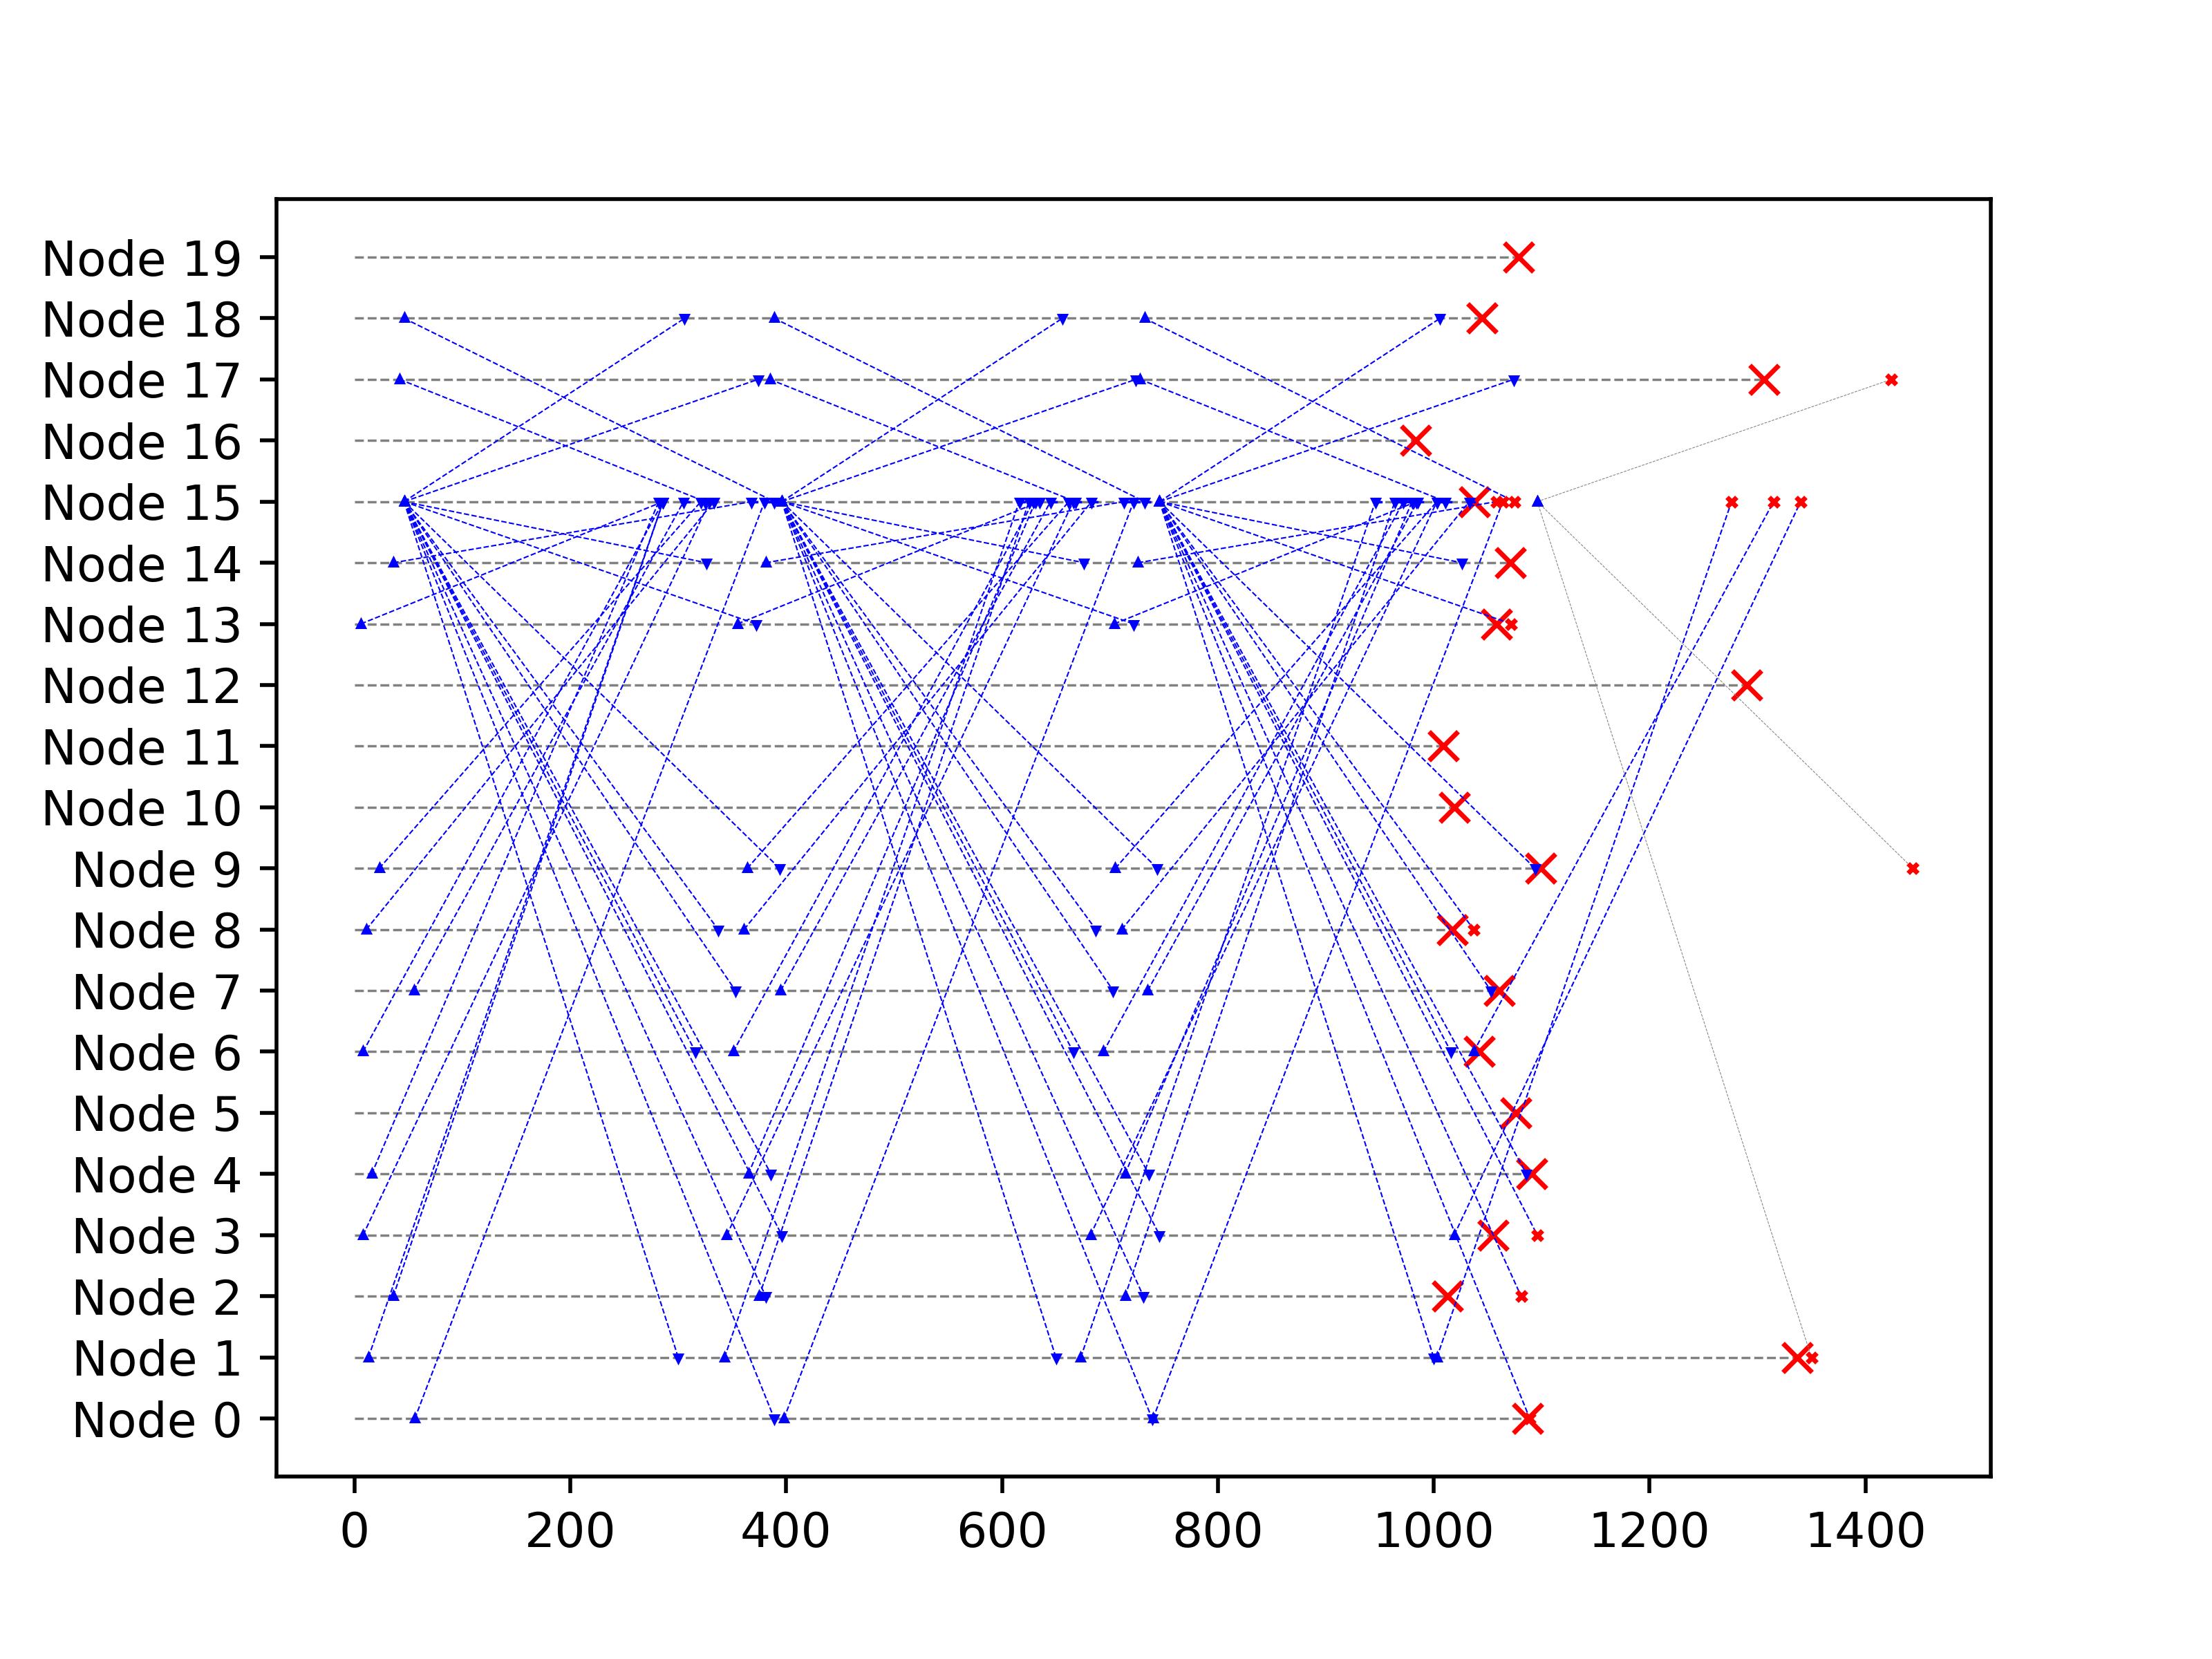 Node 19
Node 18
Node 17
Node 16
Node 15
Node 14
Node 13
Node 12
Node 11
Node 10
Node 9
Node 8
Node 7
Node 6
Node 5
Node 4
Node 3
Node 2
Node 1
Node 0
0 200 400 600 800 1000 1200 1400